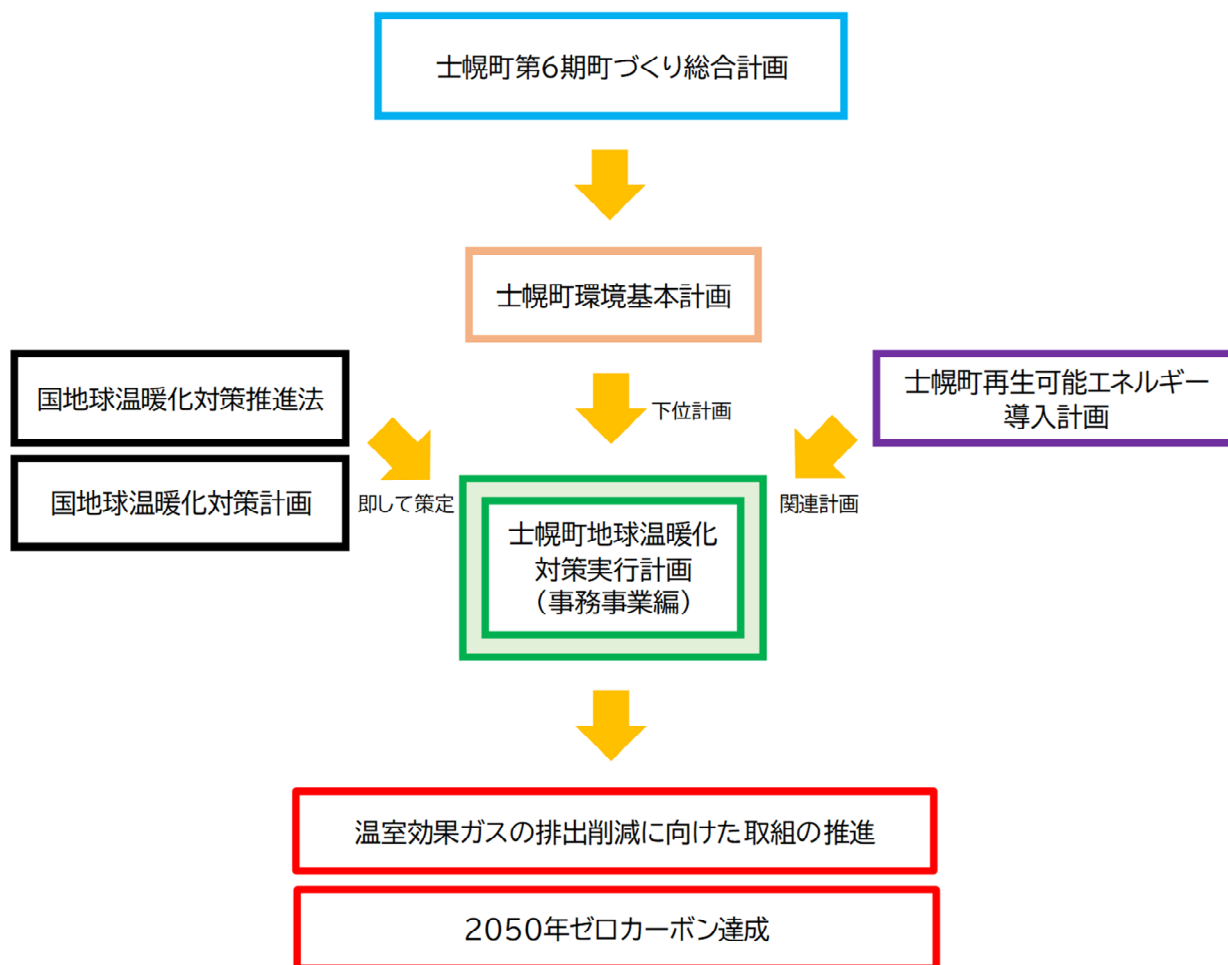 士幌町第6期町づくり総合計画
士幌町環境基本計画
国地球温暖化対策推進法
国地球温暖化対策計画
即して策定
下位計画
士幌町再生可能エネルギー
導入計画
関連計画
士幌町地球温暖化
対策実行計画
（事務事業編）
温室効果ガスの排出削減に向けた取組の推進
2050年ゼロカーボン達成